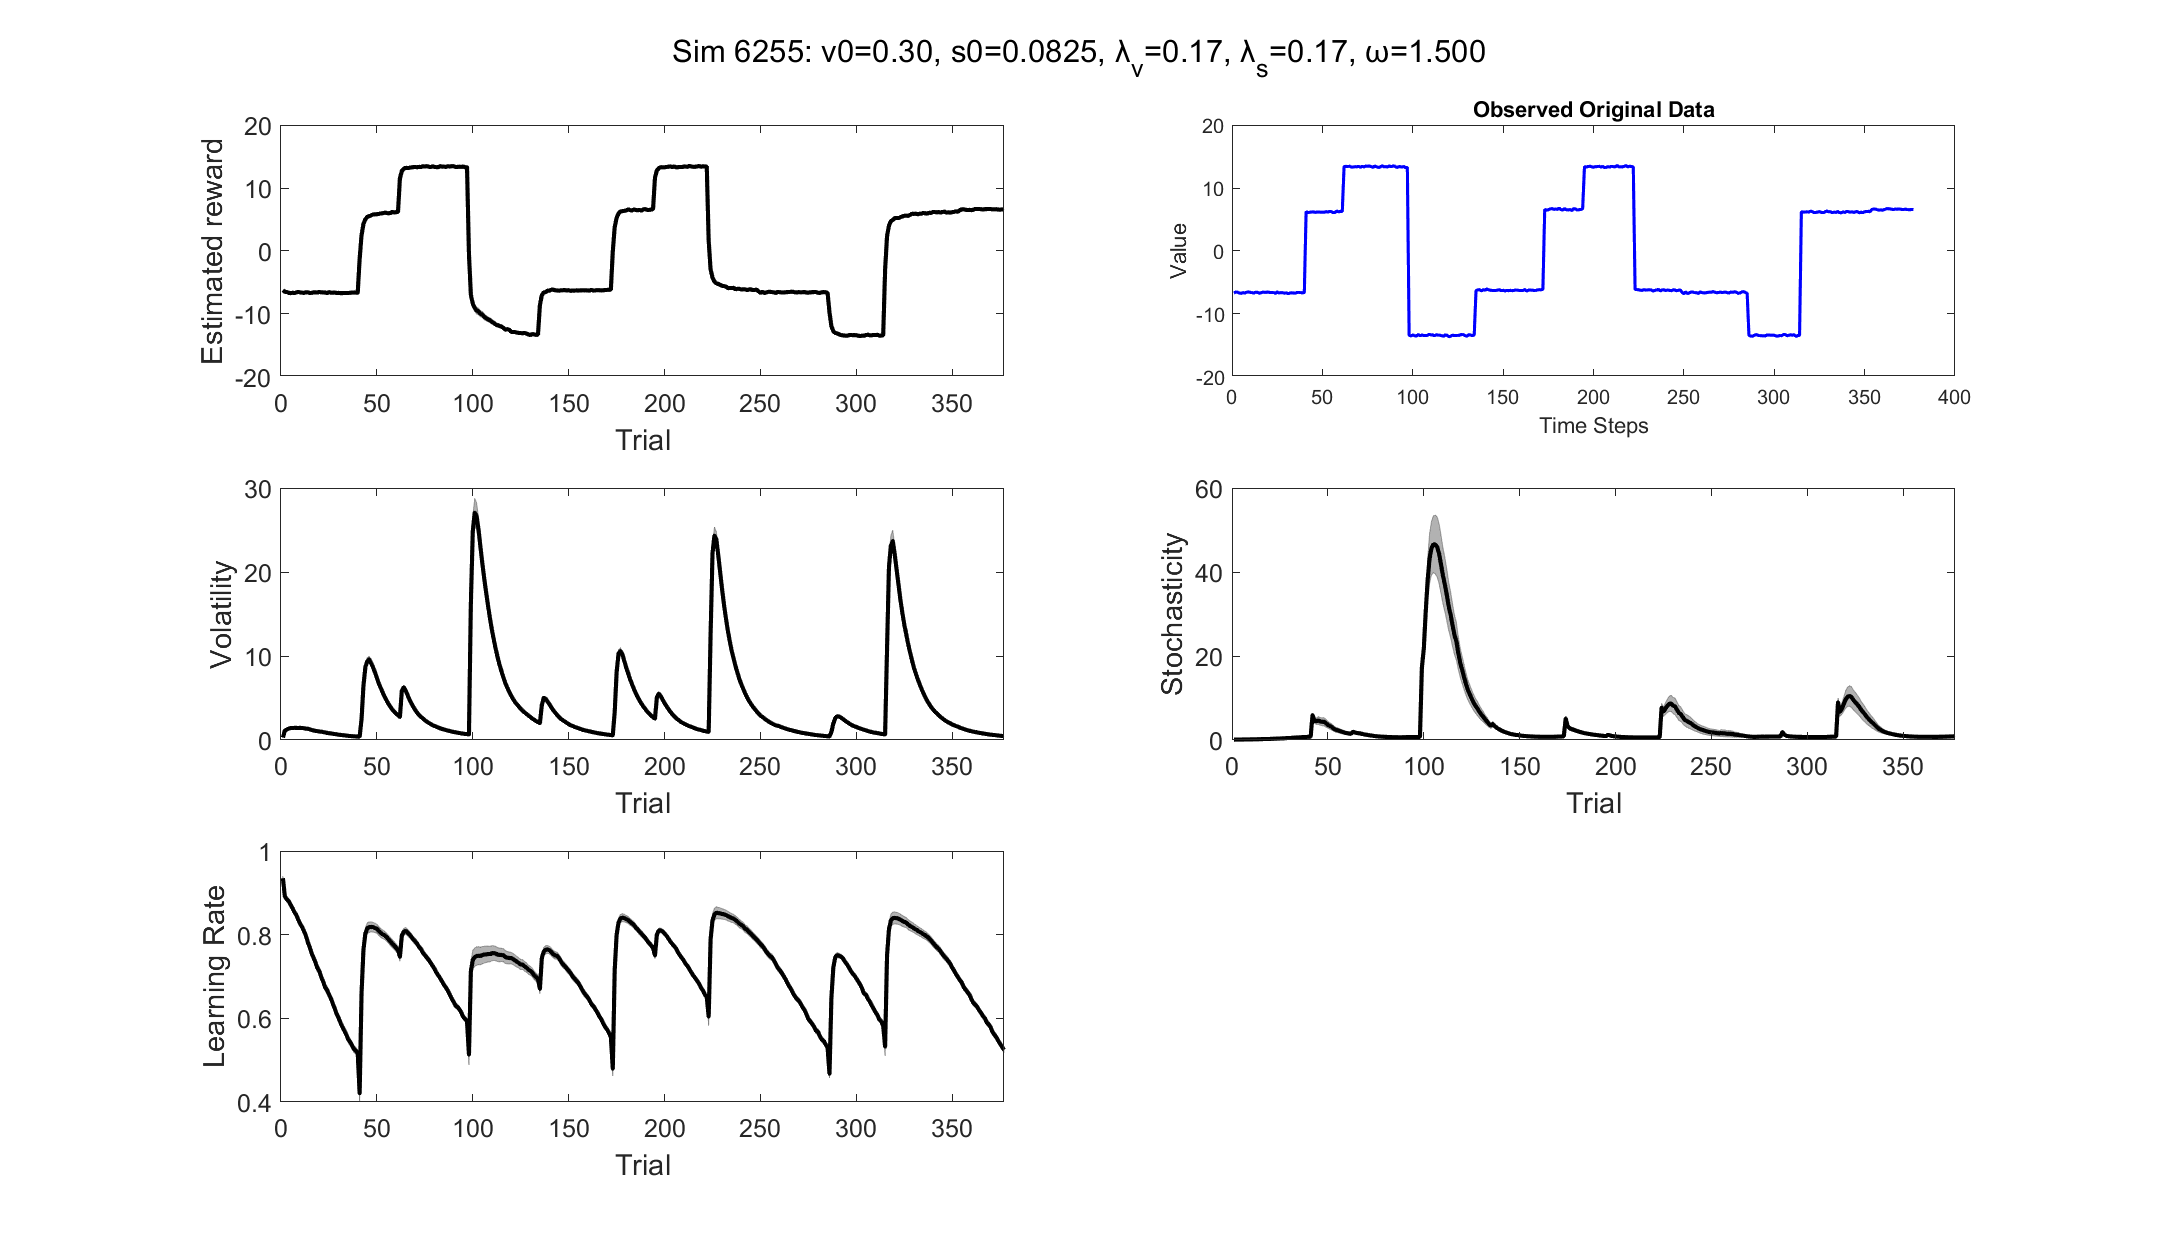 Sim 6255: v0=0.30, s0=0.0825, λv=0.17, λs=0.17, ω=1.500
Estimated reward
20
10
0
-10
-20
0 50 100 150 200 250 300 350
Trial
Observed Original Data
Value
20
10
0
-10
-20
0 50 100 150 200 250 300 350 400
Time Steps
Volatility
30
20
10
0
0 50 100 150 200 250 300 350
Trial
Stochasticity
60
40
20
0
0 50 100 150 200 250 300 350
Trial
Learning Rate
1
0.8
0.6
0.4
0 50 100 150 200 250 300 350
Trial